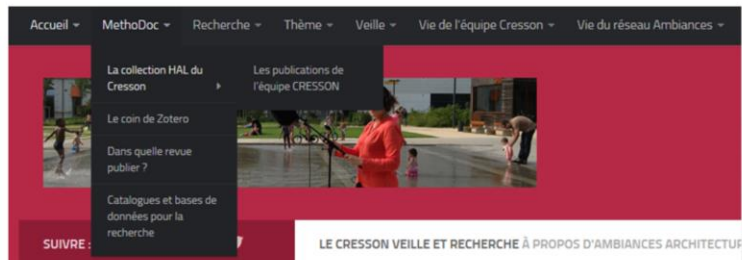 Accueil MethoDoc Recherche Thème Veille Vie de l'équipe Cresson Vie du réseau Ambiances
La collection HAL du
Cresson
Les publications de
l'équipe CRESSON
Le coin de Zotero
Dans quelle revue
publier ?
Catalogues et bases de
données pour la
recherche
SUIVRE :
LE CRESSON VEILLE ET RECHERCHE À PROPOS D'AMBIANCES